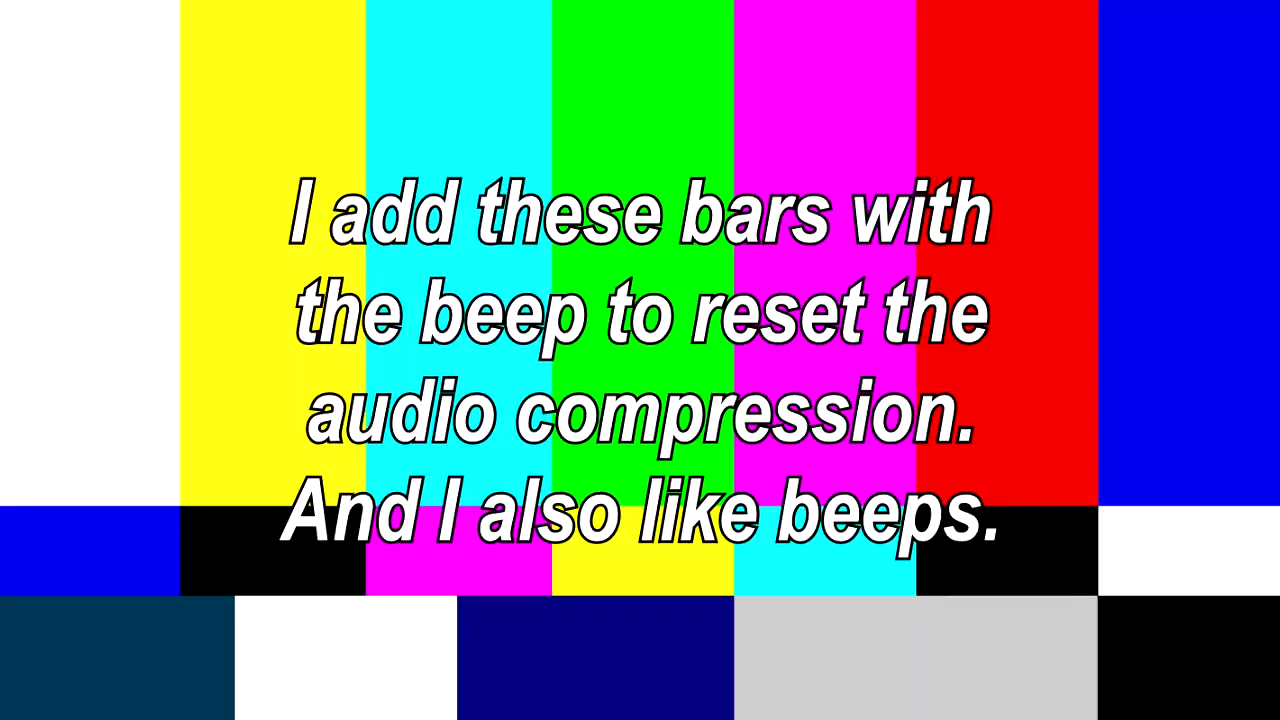 I add these bars with
the beep to reset the
audio compression.
And I also like beeps.